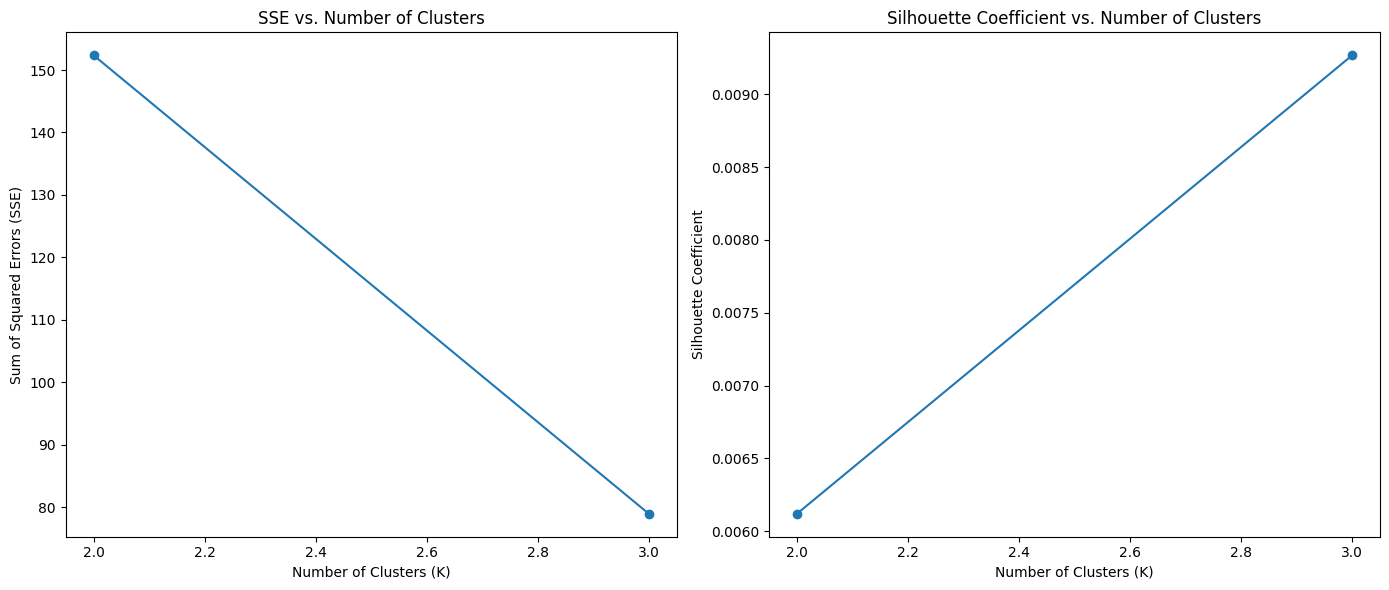 SSE vs. Number of Clusters
150
140
130
120
110
100
90
80
Sum of Squared Errors (SSE)
2.0 2.2 2.4 2.6 2.8 3.0
Number of Clusters (K)
Silhouette Coefficient vs. Number of Clusters
0.0090
0.0085
0.0080
0.0075
0.0070
0.0065
0.0060
Silhouette Coefficient
2.0 2.2 2.4 2.6 2.8 3.0
Number of Clusters (K)